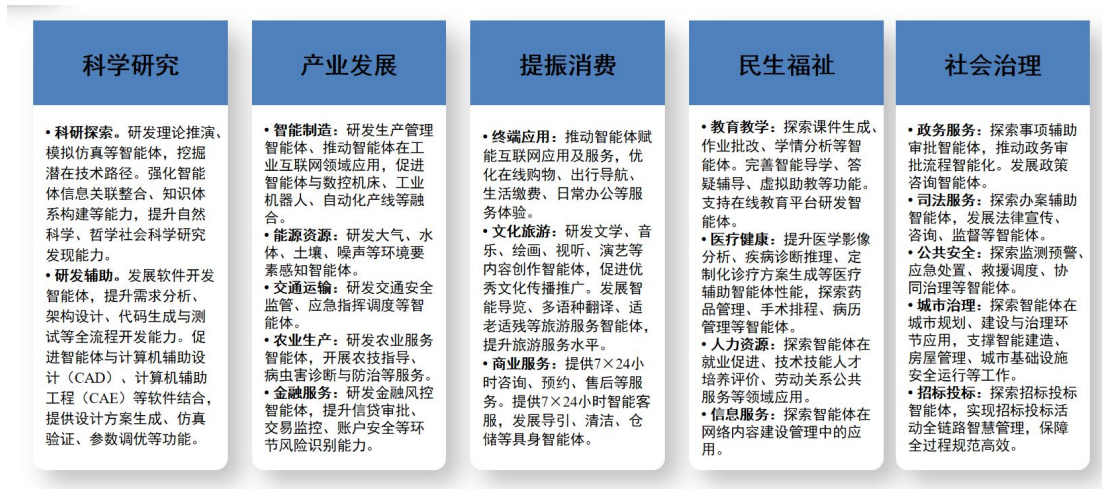 科学研究
• 科研探索。研发理论推演、
模拟仿真等智能体，挖掘
潜在技术路径。强化智能
体信息关联整合、知识体
系构建等能力，提升自然
科学、哲学社会科学研究
发现能力。
• 研发辅助。发展软件开发
智能体，提升需求分析、
架构设计、代码生成与测
试等全流程开发能力。促
进智能体与计算机辅助设
计（CAD）、计算机辅助
工程（CAE）等软件结合，
提供设计方案生成、仿真
验证、参数调优等功能。
产业发展
• 智能制造：研发生产管理
智能体、推动智能体在工
业互联网领域应用，促进
智能体与数控机床、工业
机器人、自动化产线等融
合。
• 能源资源：研发大气、水
体、土壤、噪声等环境要
素感知智能体。
• 交通运输：研发交通安全
监管、应急指挥调度等智
能体。
• 农业生产：研发农业服务
智能体，开展农技指导、
病虫害诊断与防治等服务。
• 金融服务：研发金融风控
智能体，提升信贷审批、
交易监控、账户安全等环
节风险识别能力。
提振消费
• 终端应用：推动智能体赋
能互联网应用及服务，优
化在线购物、出行导航、
生活缴费、日常办公等服
务体验。
• 文化旅游：研发文学、音
乐、绘画、视听、演艺等
内容创作智能体，促进优
秀文化传播推广。发展智
能导览、多语种翻译、适
老适残等旅游服务智能体，
提升旅游服务水平。
• 商业服务：提供7×24小
时咨询、预约、售后等服
务。提供7×24小时智能客
服，发展导引、清洁、仓
储等具身智能体。
民生福祉
• 教育教学：探索课件生成、
作业批改、学情分析等智
能体。完善智能导学、答
疑辅导、虚拟助教等功能。
支持在线教育平台研发智
能体。
• 医疗健康：提升医学影像
分析、疾病诊断推理、定
制化诊疗方案生成等医疗
辅助智能体性能，探索药
品管理、手术排程、病历
管理等智能体。
• 人力资源：探索智能体在
就业促进、技术技能人才
培养评价、劳动关系公共
服务等领域应用。
• 信息服务：探索智能体在
网络内容建设管理中的应
用。
社会治理
• 政务服务：探索事项辅助
审批智能体，推动政务审
批流程智能化。发展政策
咨询智能体。
• 司法服务：探索办案辅助
智能体，发展法律宣传、
咨询、监督等智能体。
• 公共安全：探索监测预警、
应急处置、救援调度、协
同治理等智能体。
• 城市治理：探索智能体在
城市规划、建设与治理环
节应用，支撑智能建造、
房屋管理、城市基础设施
安全运行等工作。
• 招标投标：探索招标投标
智能体，实现招标投标活
动全链路智慧管理，保障
全过程规范高效。